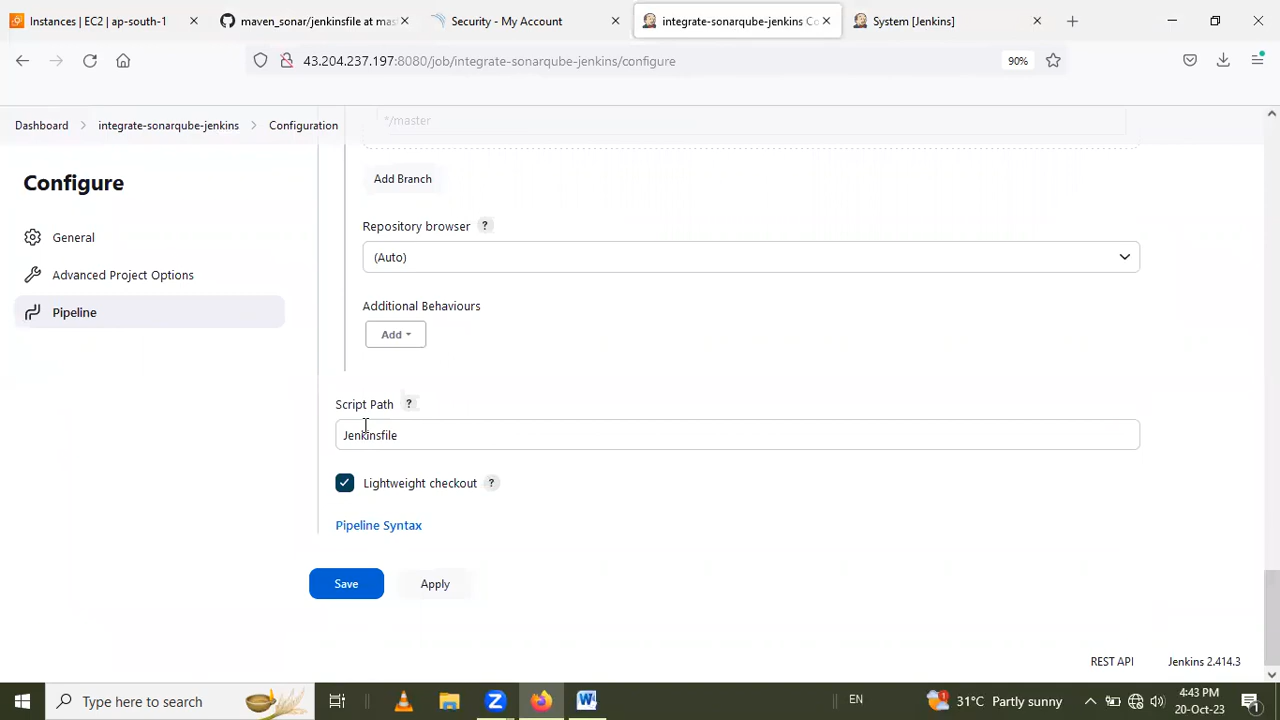 Instances | EC2 | ap-south-1
maven_sonar/jenkinsfile at mas
Security - My Account
integrate-sonarqube-jenkins Co
System [Jenkins]
43.204.237.197:8080/job/integrate-sonarqube-jenkins/configure
90%
Dashboard
integrate-sonarqube-jenkins
Configuration
*/master
Configure
General
Advanced Project Options
Pipeline
Add Branch
Repository browser ?
(Auto)
Additional Behaviours
Add
Script Path ?
Jenkinsfile
Lightweight checkout ?
Pipeline Syntax
Save
Apply
REST API
Jenkins 2.414.3
Type here to search
EN
1
31°C Partly sunny
4:43 PM
20-Oct-23
1